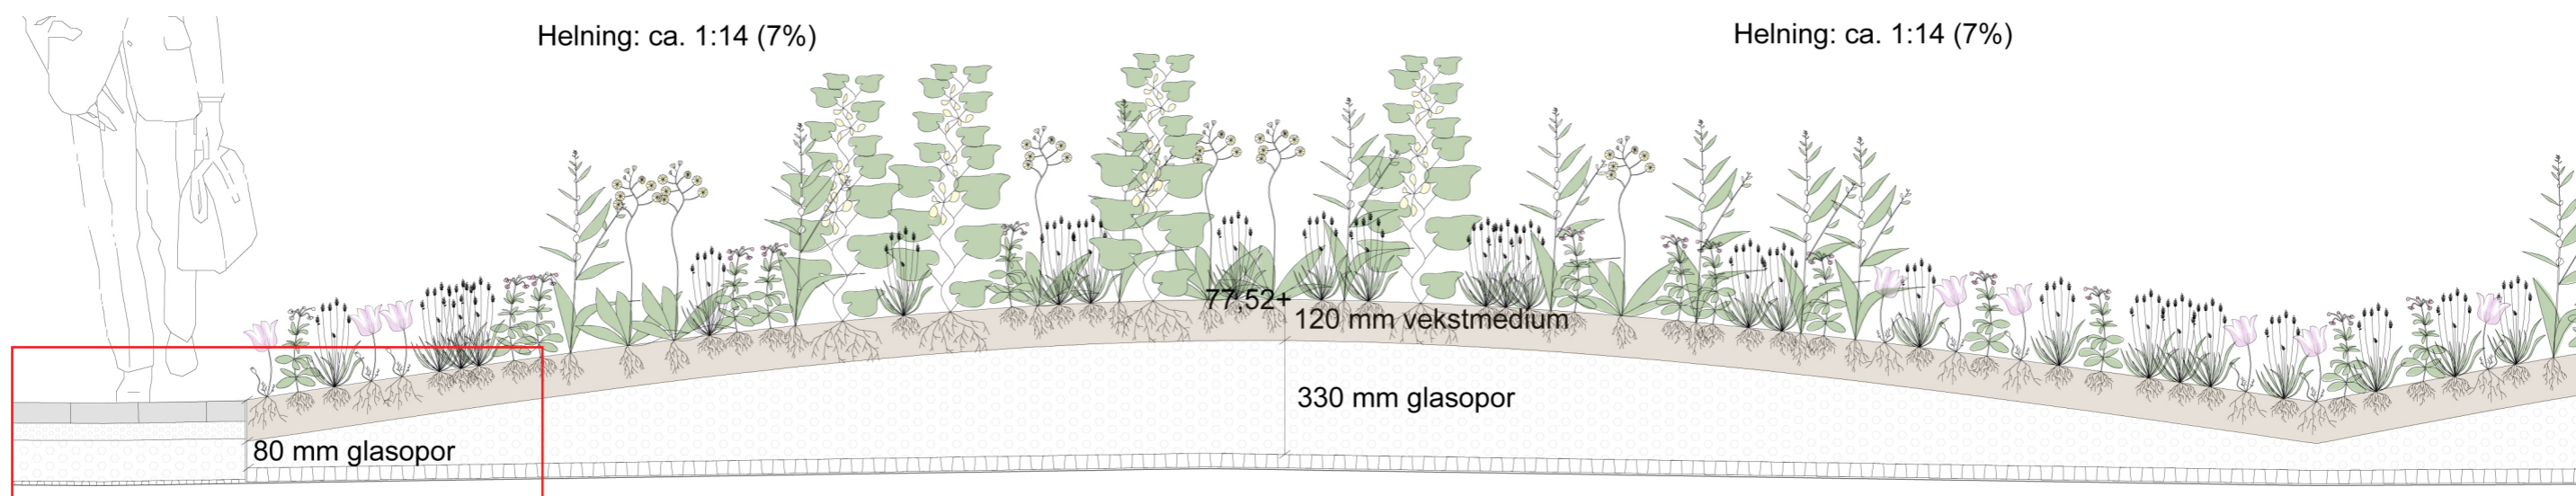 Helning: ca. 1:14 (7%)
Helning: ca. 1:14 (7%)
77,52+
120 mm vekstmedium
330 mm glasopor
80 mm glasopor